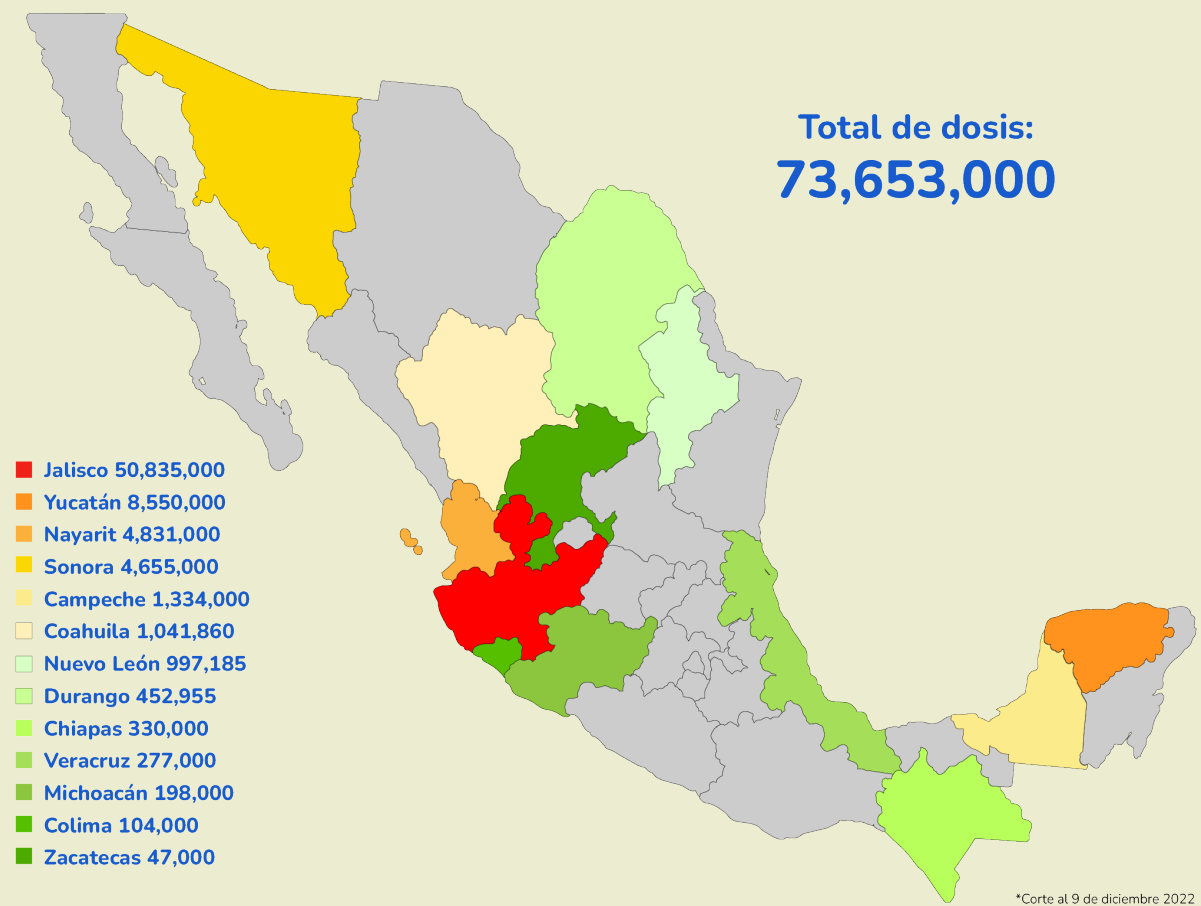 Total de dosis:
73,653,000
Jalisco 50,835,000
Yucatán 8,550,000
Nayarit 4,831,000
Sonora 4,655,000
Campeche 1,334,000
Coahuila 1,041,860
Nuevo León 997,185
Durango 452,955
Chiapas 330,000
Veracruz 277,000
Michoacán 198,000
Colima 104,000
Zacatecas 47,000
*Corte al 9 de diciembre 2022